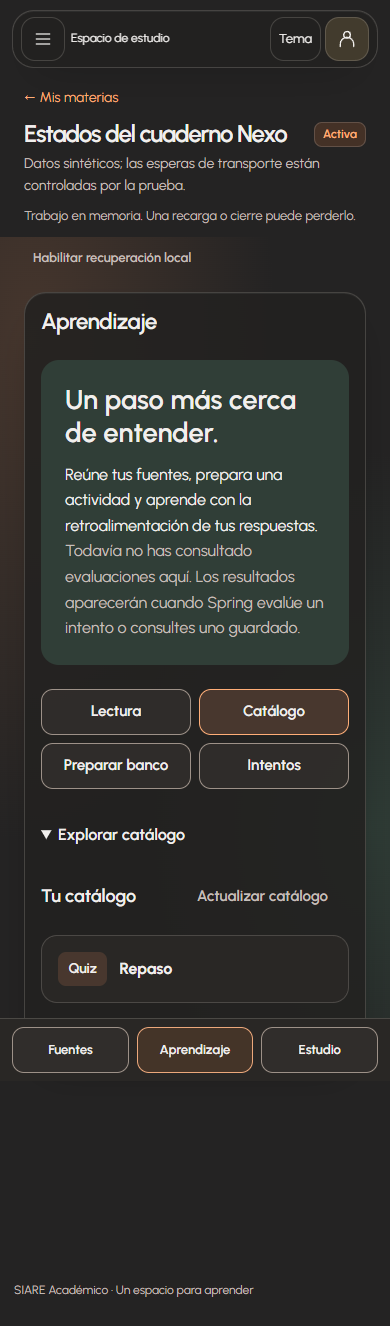 Espacio de estudio
Tema
← Mis materias
Estados del cuaderno Nexo
Activa
Datos sintéticos; las esperas de transporte están
controladas por la prueba.
Trabajo en memoria. Una recarga o cierre puede perderlo.
Habilitar recuperación local
Aprendizaje
Un paso más cerca
de entender.
Reúne tus fuentes, prepara una
actividad y aprende con la
retroalimentación de tus respuestas.
Todavía no has consultado
evaluaciones aquí. Los resultados
aparecerán cuando Spring evalúe un
intento o consultes uno guardado.
Lectura
Catálogo
Preparar banco
Intentos
▼ Explorar catálogo
Tu catálogo
Actualizar catálogo
Quiz
Repaso
Fuentes
Aprendizaje
Estudio
SIARE Académico · Un espacio para aprender